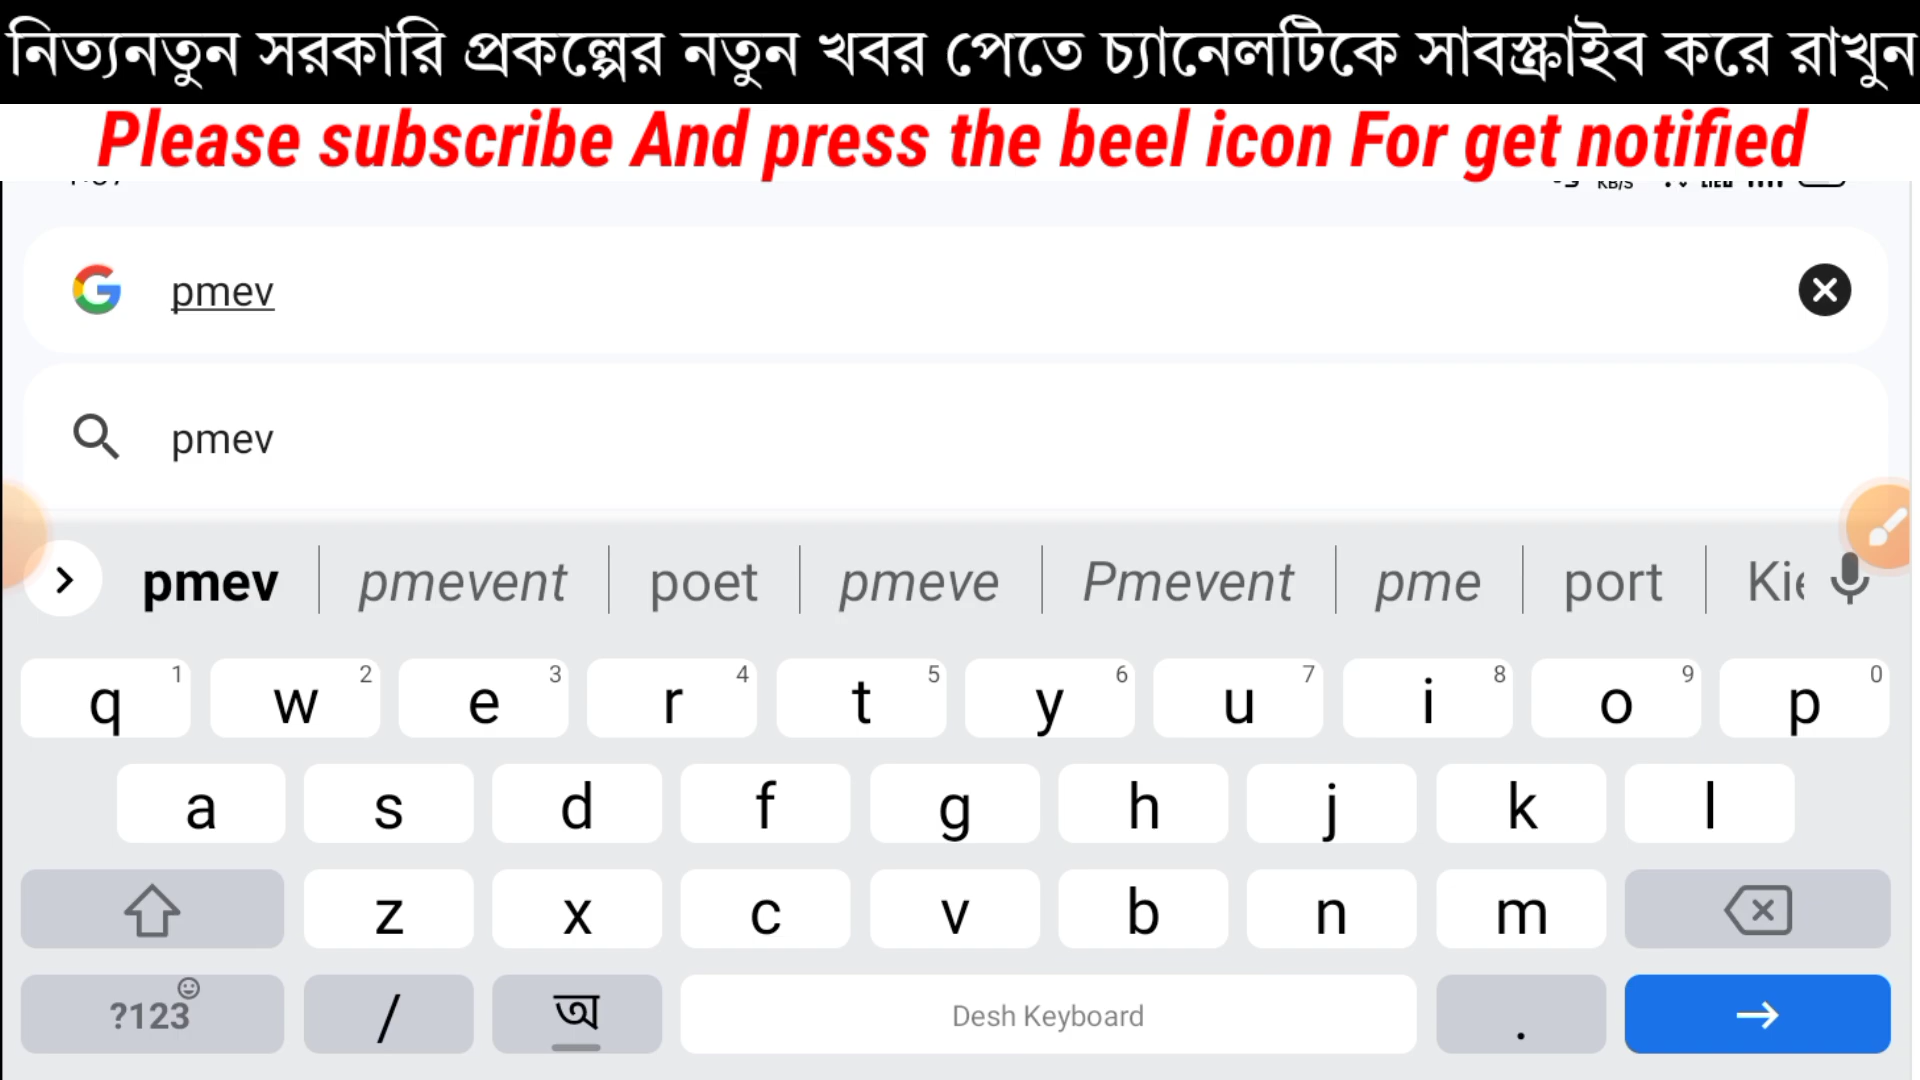 নিত্যনতুন সরকারি প্রকল্পের নতুন খবর পেতে চ্যানেলটিকে সাবস্ক্রাইব করে রাখুন
Please subscribe And press the beel icon For get notified
KB/S
pmev
pmev
pmev pmevent poet pmeve Pmevent pme port
q 1 w 2 e 3 r 4 t 5 y 6 u 7 i 8 o 9 p 0
a s d f g h j k l
z x c v b n m
?123 / অ Desh Keyboard .